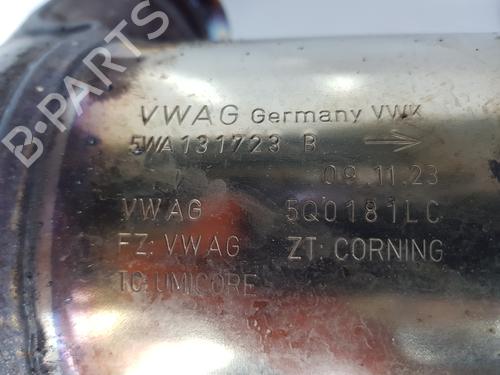 B-PARTS
VWAG Germany VWK
5WA131723 B →
09.11.23
VWAG 5Q0181LC
FZ: VWAG ZT: CORNING
TC: UMICORE